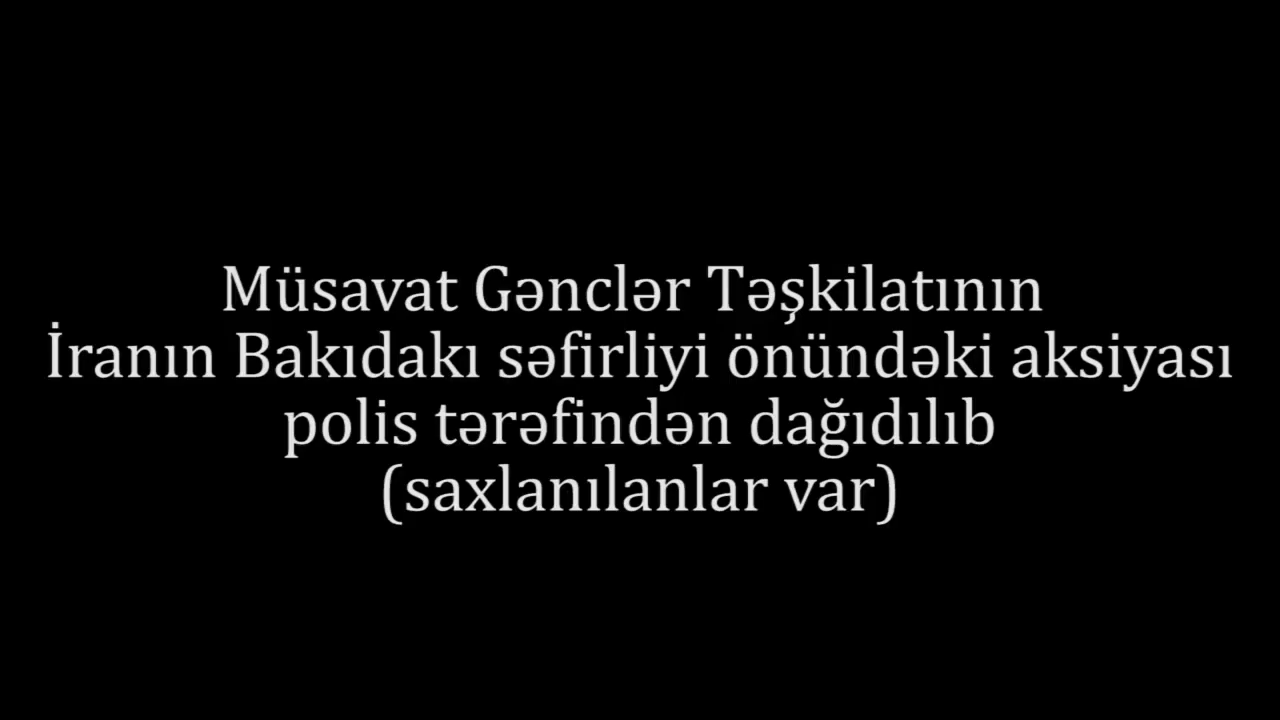 Müsavat Gənclər Təşkilatının
İranın Bakıdakı səfirliyi önündəki aksiyası
polis tərəfindən dağıdılıb
(saxlanılanlar var)